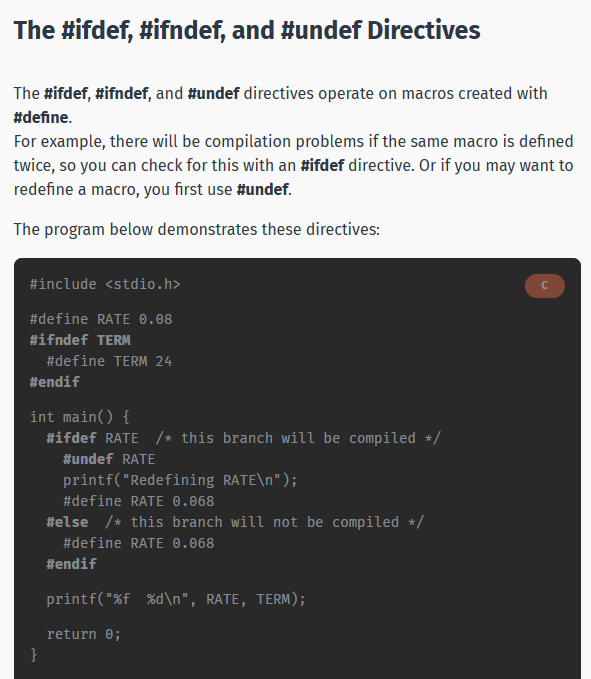 The #ifdef, #ifndef, and #undef Directives
The #ifdef, #ifndef, and #undef directives operate on macros created with
#define.
For example, there will be compilation problems if the same macro is defined
twice, so you can check for this with an #ifdef directive. Or if you may want to
redefine a macro, you first use #undef.
The program below demonstrates these directives:
C
#include <stdio.h>
#define RATE 0.08
#ifndef TERM
  #define TERM 24
#endif
int main() {
  #ifdef RATE  /* this branch will be compiled */
    #undef RATE
    printf("Redefining RATE\n");
    #define RATE 0.068
  #else  /* this branch will not be compiled */
    #define RATE 0.068
  #endif
  printf("%f  %d\n", RATE, TERM);
  return 0;
}